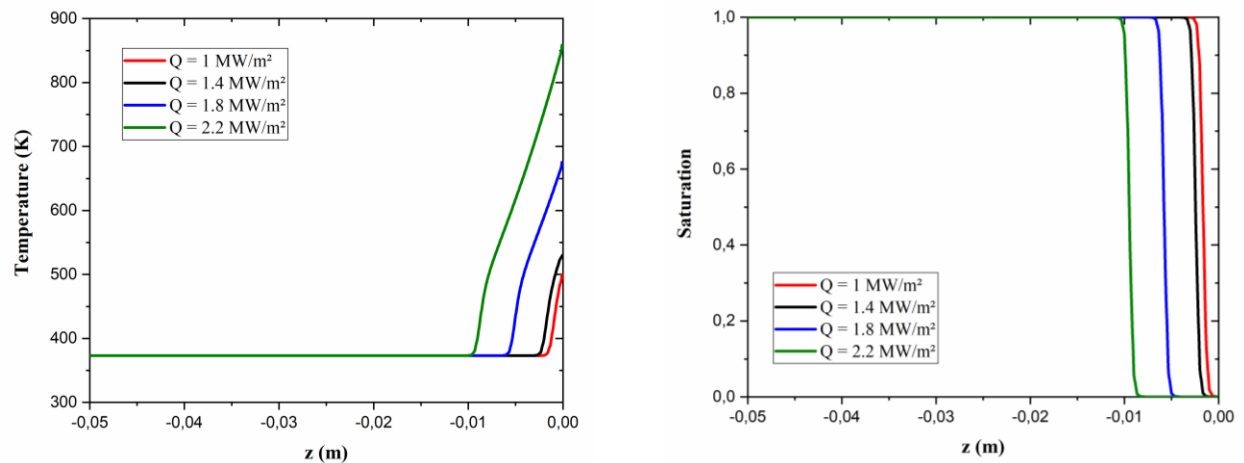 900
800
700
600
500
400
300
Temperature (K)
Q = 1 MW/m²
Q = 1.4 MW/m²
Q = 1.8 MW/m²
Q = 2.2 MW/m²
-0,05 -0,04 -0,03 -0,02 -0,01 0,00
z (m)
1,0
0,8
0,6
0,4
0,2
0,0
Saturation
Q = 1 MW/m²
Q = 1.4 MW/m²
Q = 1.8 MW/m²
Q = 2.2 MW/m²
-0,05 -0,04 -0,03 -0,02 -0,01 0,00
z (m)